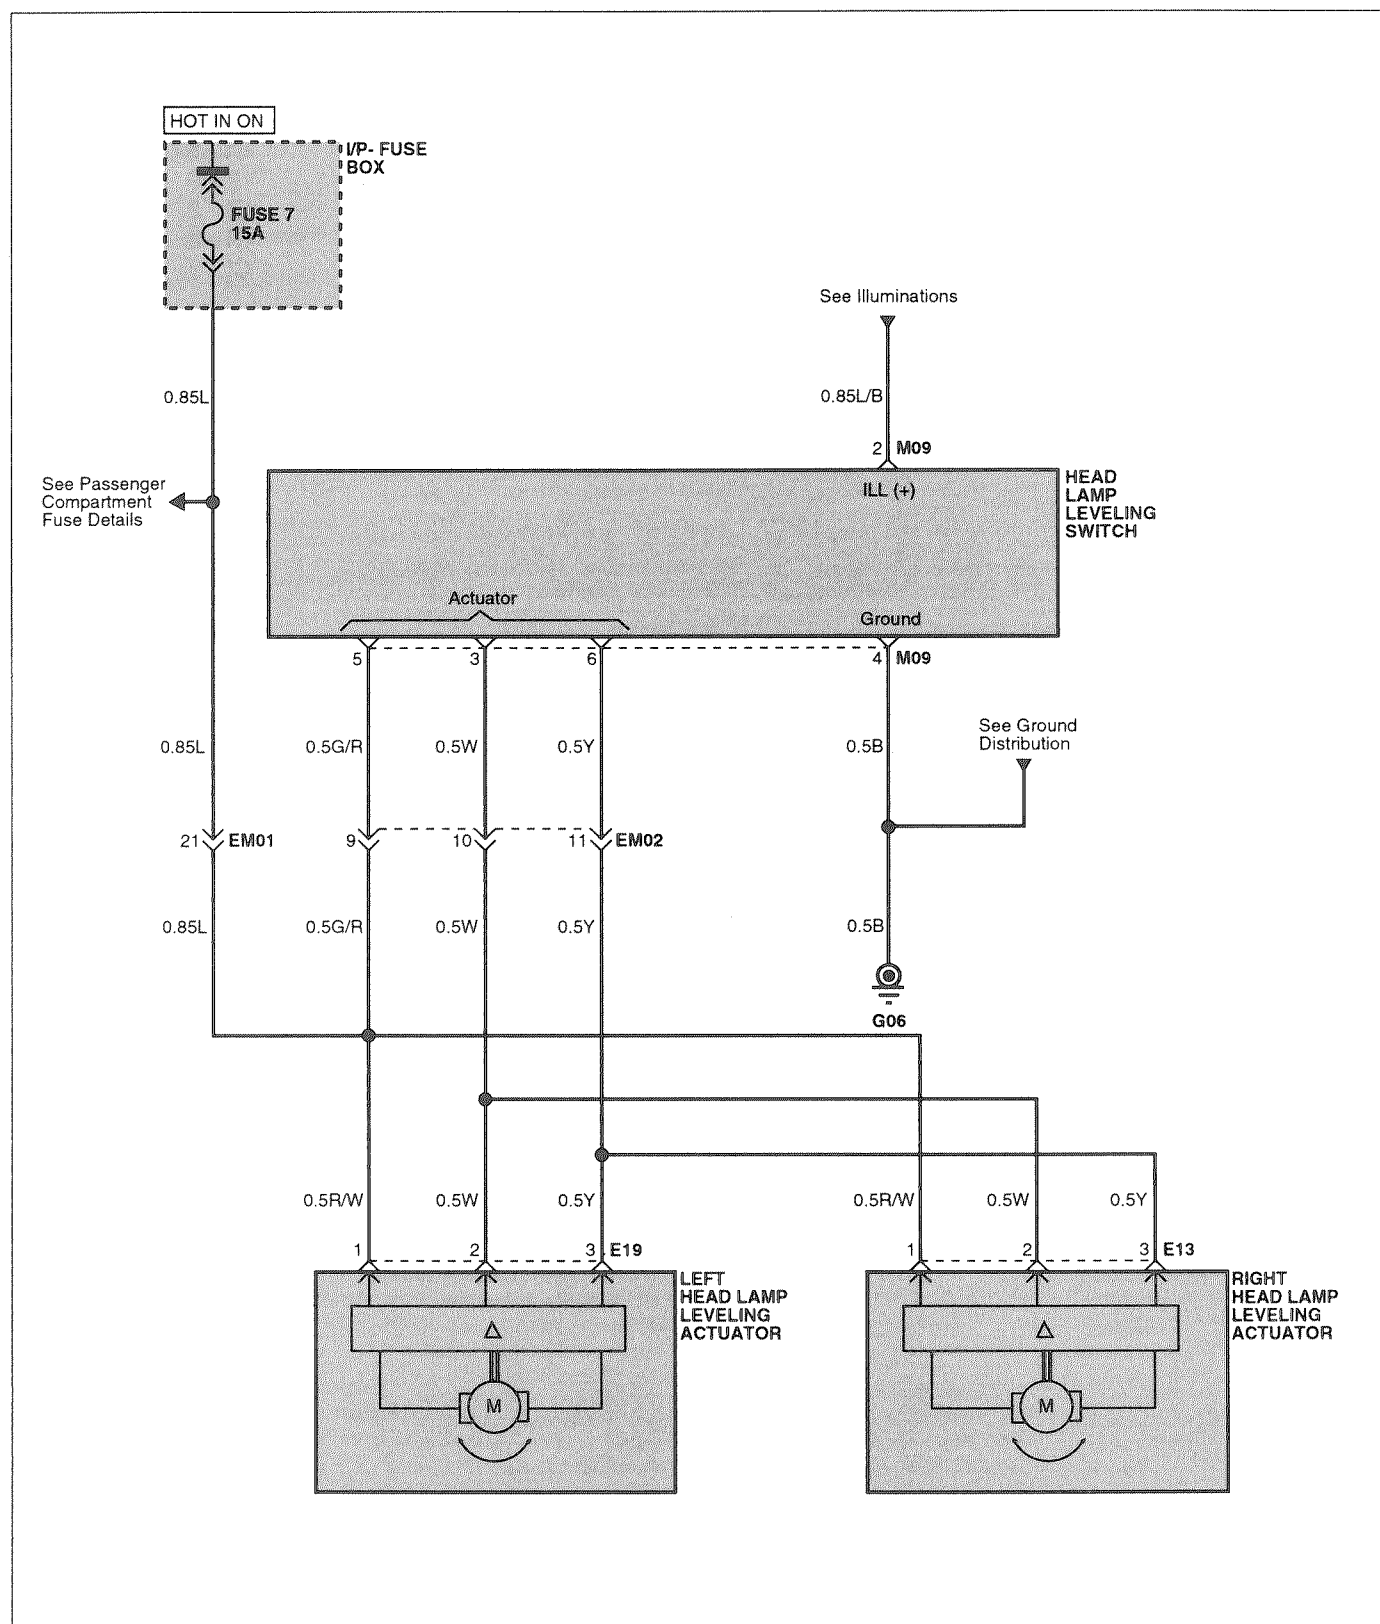 HOT IN ON
I/P- FUSE
BOX
FUSE 7
15A
See Illuminations
0.85L
0.85L/B
2 M09
See Passenger
Compartment
Fuse Details
ILL (+)
HEAD
LAMP
LEVELING
SWITCH
Actuator
Ground
5 3 6 4 M09
See Ground
Distribution
0.85L 0.5G/R 0.5W 0.5Y 0.5B
21 EM01 9 10 11 EM02
0.85L 0.5G/R 0.5W 0.5Y 0.5B
G06
0.5R/W 0.5W 0.5Y 0.5R/W 0.5W 0.5Y
1 2 3 E19 1 2 3 E13
LEFT
HEAD LAMP
LEVELING
ACTUATOR
RIGHT
HEAD LAMP
LEVELING
ACTUATOR
M
M